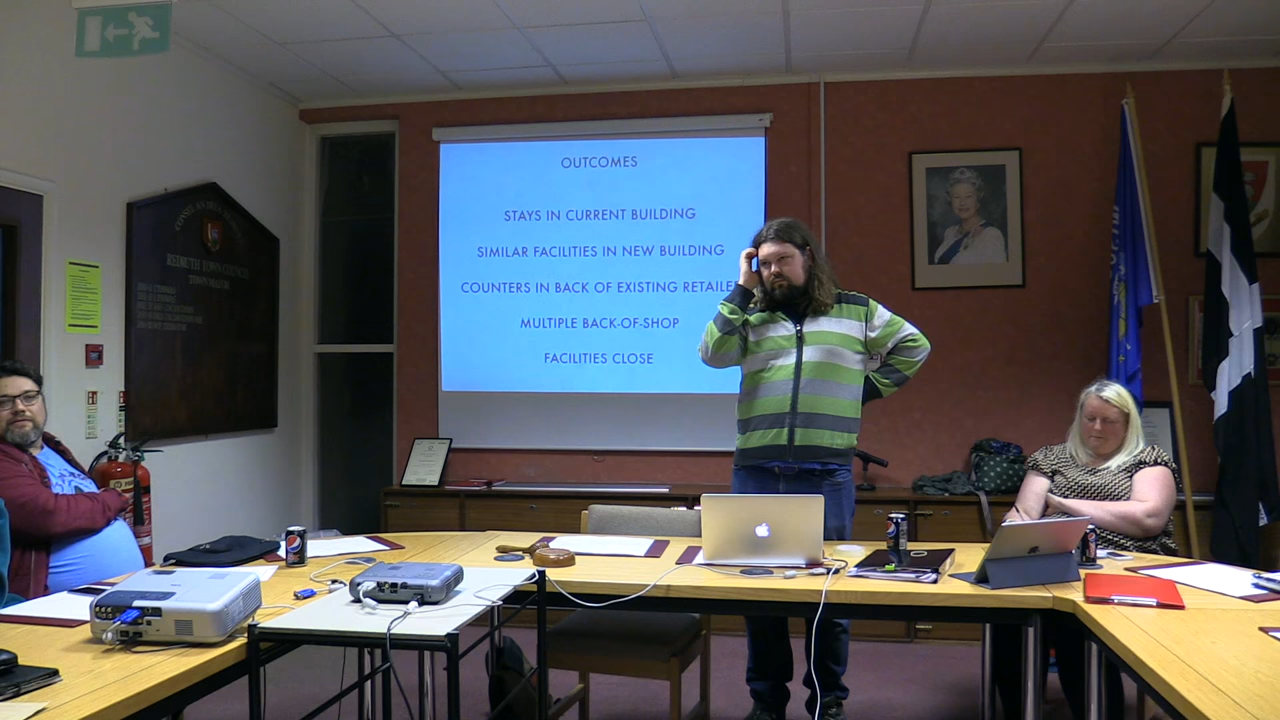 OUTCOMES
STAYS IN CURRENT BUILDING
SIMILAR FACILITIES IN NEW BUILDING
COUNTERS IN BACK OF EXISTING RETAILE
MULTIPLE BACK-OF-SHOP
FACILITIES CLOSE
RSDRUTH TOWN COUNCIL
TOWN MAYOR